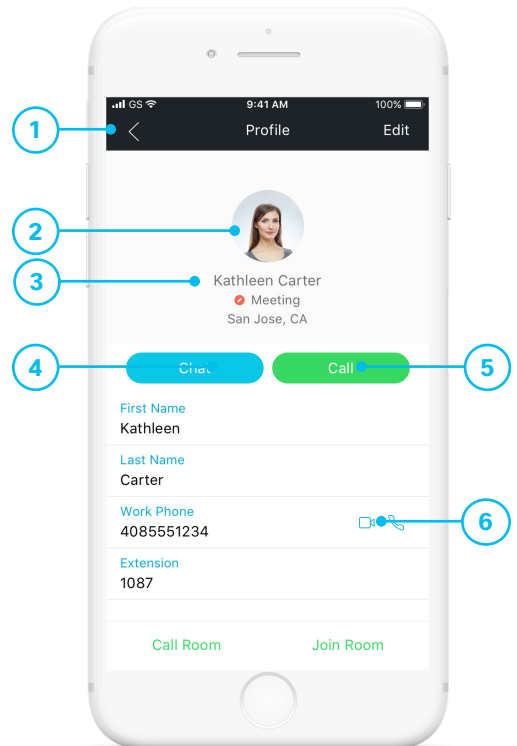 GS 9:41 AM 100%
1
Profile Edit
2
3
Kathleen Carter
Meeting
San Jose, CA
4 Chat Call 5
First Name
Kathleen
Last Name
Carter
Work Phone
4085551234
6
Extension
1087
Call Room Join Room